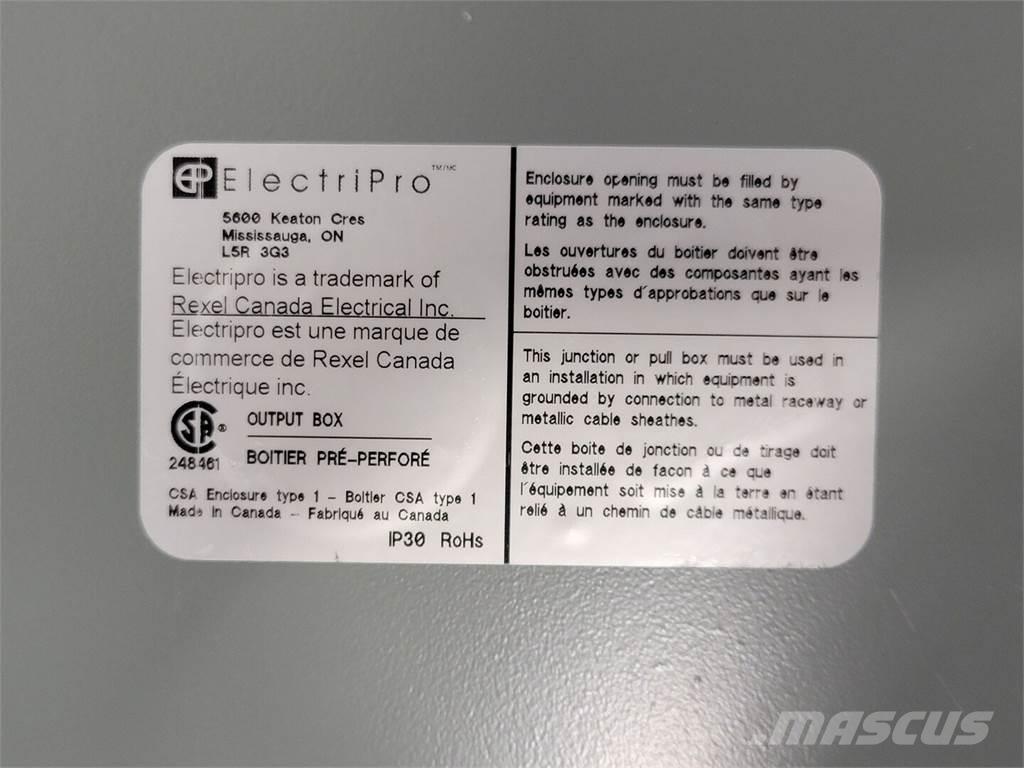 EP ElectriPro TM/MC
5600 Keaton Cres
Mississauga, ON
L5R 3G3
Electripro is a trademark of
Rexel Canada Electrical Inc.
Electripro est une marque de
commerce de Rexel Canada
Électrique inc.
CSA ®
248461
OUTPUT BOX
BOITIER PRÉ-PERFORÉ
CSA Enclosure type 1 - Boitier CSA type 1
Made in Canada - Fabriqué au Canada
IP30 RoHs
Enclosure opening must be filled by
equipment marked with the same type
rating as the enclosure.
Les ouvertures du boitier doivent être
obstruées avec des composantes ayant les
mêmes types d'approbations que sur le
boitier.
This junction or pull box must be used in
an installation in which equipment is
grounded by connection to metal raceway or
metallic cable sheathes.
Cette boite de jonction ou de tirage doit
être installée de facon à ce que
l'équipement soit mise à la terre en étant
relié à un chemin de câble métallique.
MASCUS